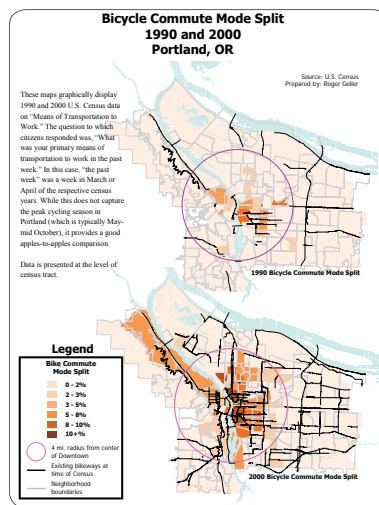 Bicycle Commute Mode Split
1990 and 2000
Portland, OR
Source: U.S. Census
Prepared by: Roger Geller
These maps graphically display
1990 and 2000 U.S. Census data
on “Means of Transportation to
Work.” The question to which
citizens responded was, “What
was your primary means of
transportation to work in the past
week.” In this case, “the past
week” was a week in March or
April of the respective census
years. While this does not capture
the peak cycling season in
Portland (which is typically May-
mid October), it provides a good
apples-to-apples comparison.
Data is presented at the level of
census tract.
1990 Bicycle Commute Mode Split
Legend
Bike Commute
Mode Split
0 - 2%
2 - 3%
3 - 5%
5 - 8%
8 - 10%
10+%
4 mi. radius from center
of Downtown
Existing bikeways at
time of Census
Neighborhood
boundaries
2000 Bicycle Commute Mode Split